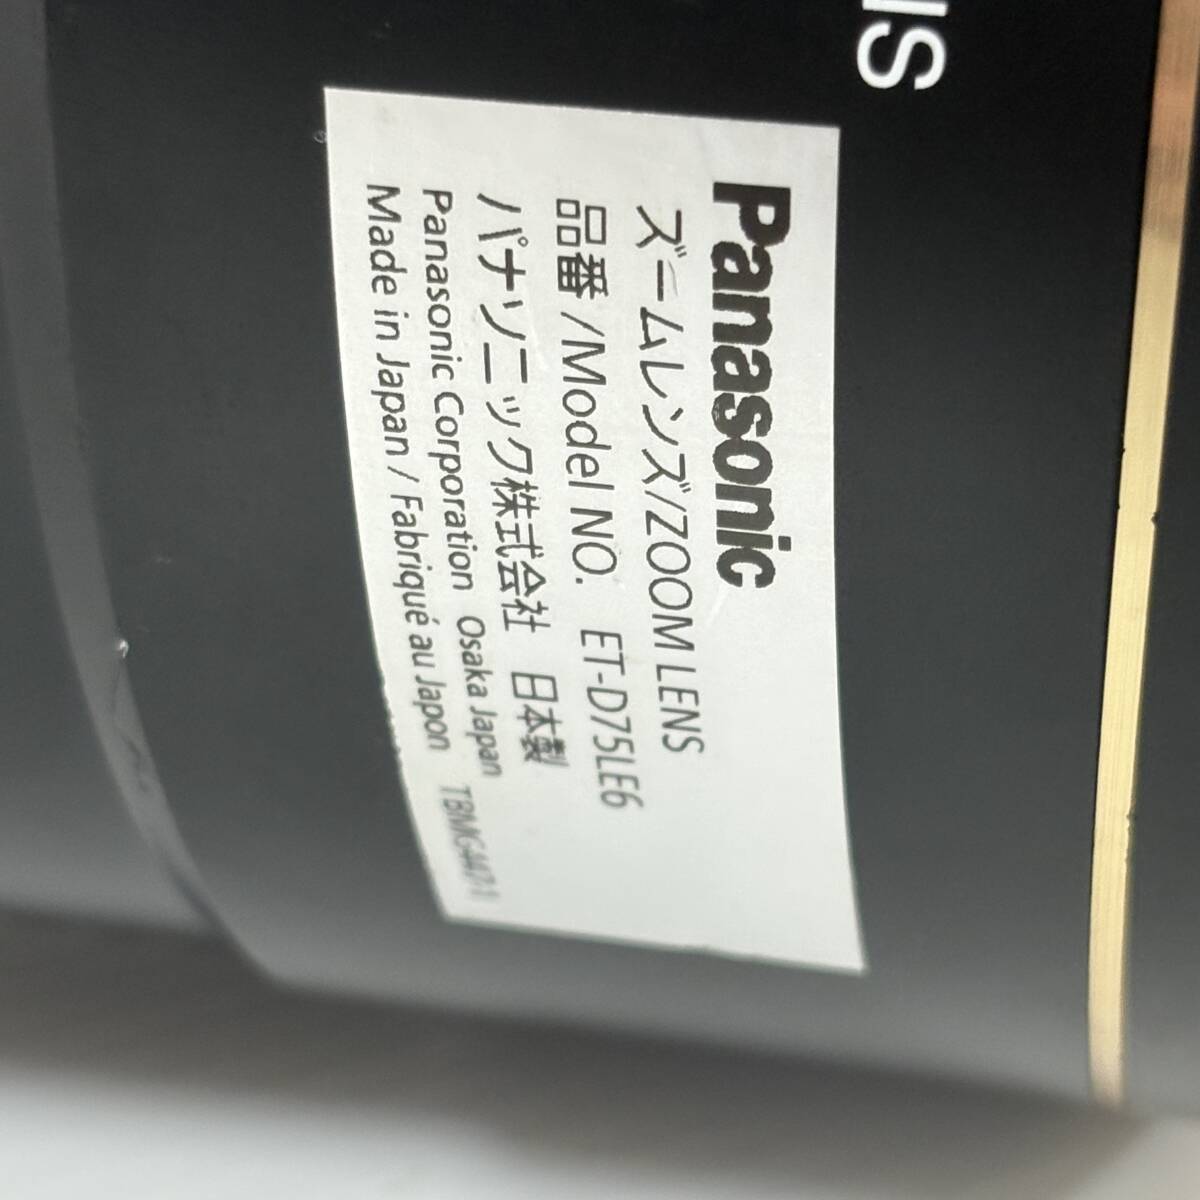 IS
Panasonic
ズームレンズ/ZOOM LENS
品番 /Model NO. ET-D75LE6
パナソニック株式会社 日本製
Panasonic Corporation Osaka Japan
Made in Japan / Fabriqué au Japon